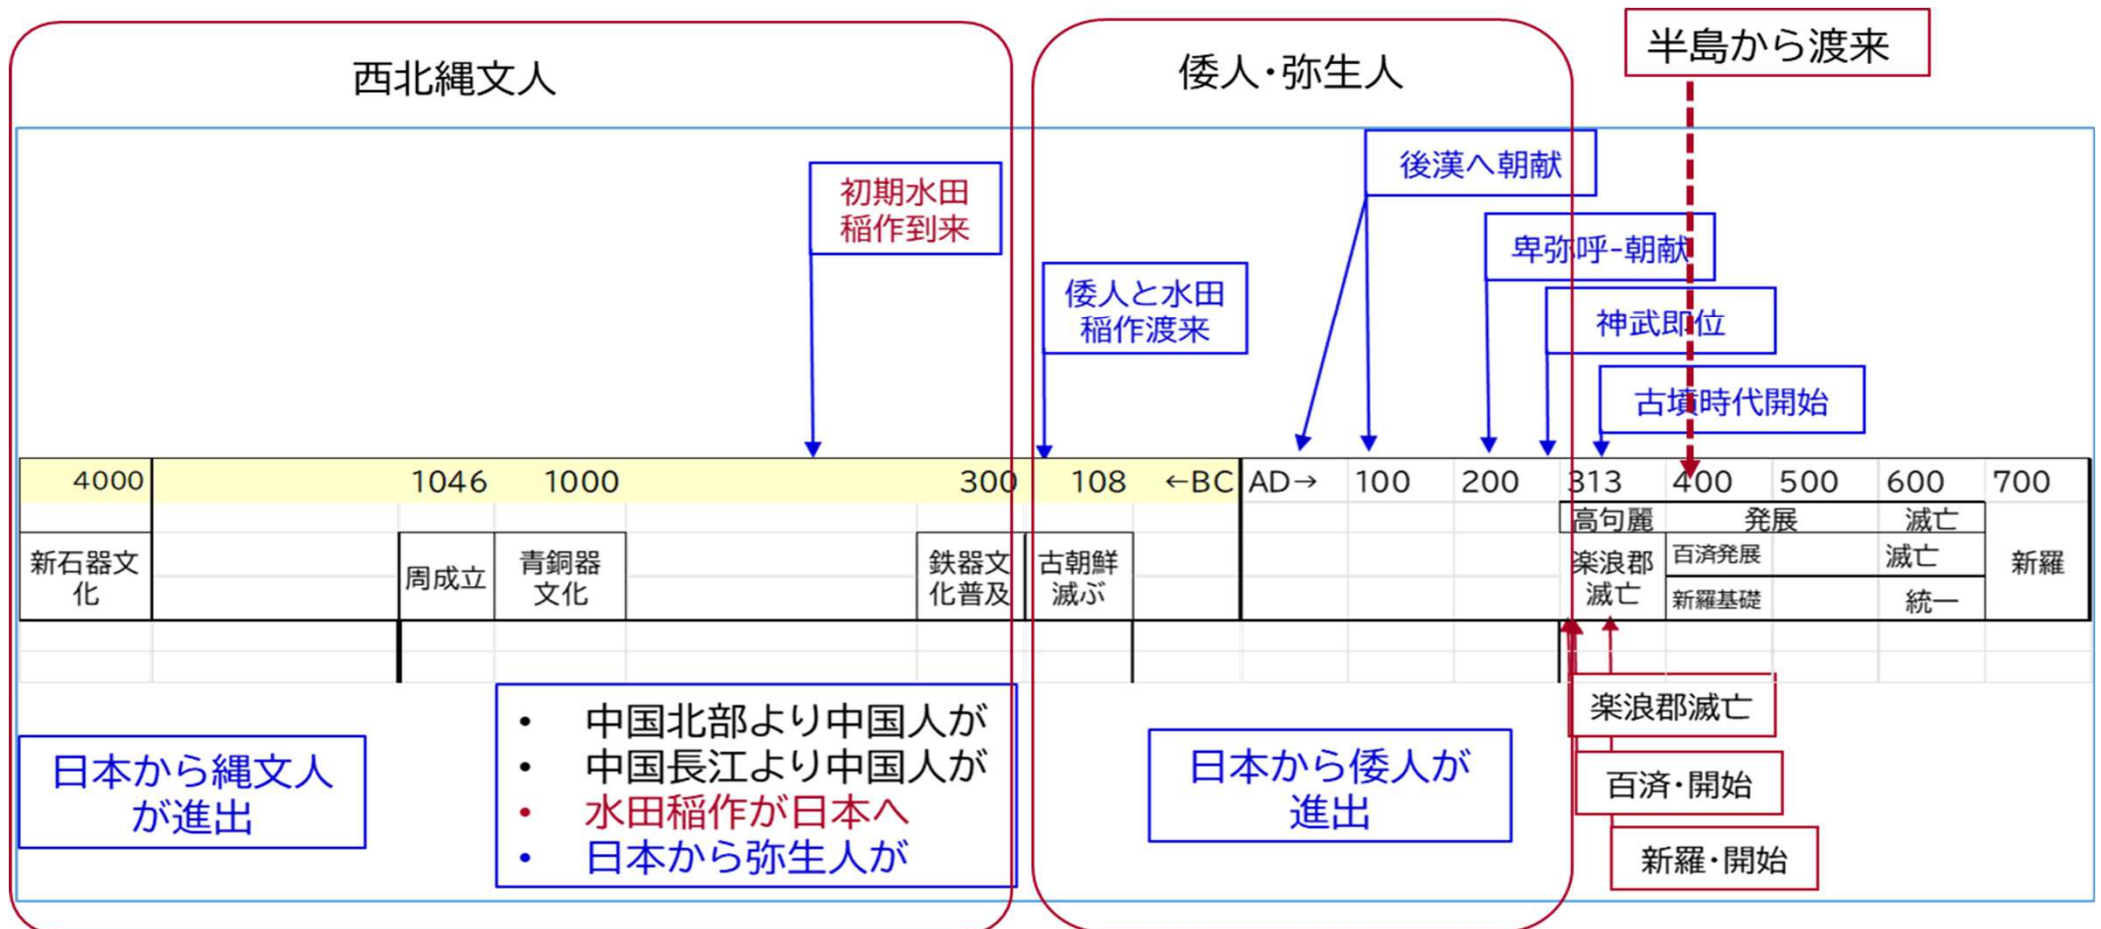 西北縄文人
倭人・弥生人
半島から渡来
後漢へ朝献
初期水田
稲作到来
卑弥呼-朝献
倭人と水田
稲作渡来
神武即位
古墳時代開始
4000 1046 1000 300 108 ←BC AD→ 100 200 313 400 500 600 700
高句麗 発展 滅亡
新石器文
化
周成立
青銅器
文化
鉄器文
化普及
古朝鮮
滅ぶ
楽浪郡
滅亡
百済発展 滅亡
新羅基礎 統一
新羅
日本から縄文人
が進出
• 中国北部より中国人が
• 中国長江より中国人が
• 水田稲作が日本へ
• 日本から弥生人が
日本から倭人が
進出
楽浪郡滅亡
百済・開始
新羅・開始